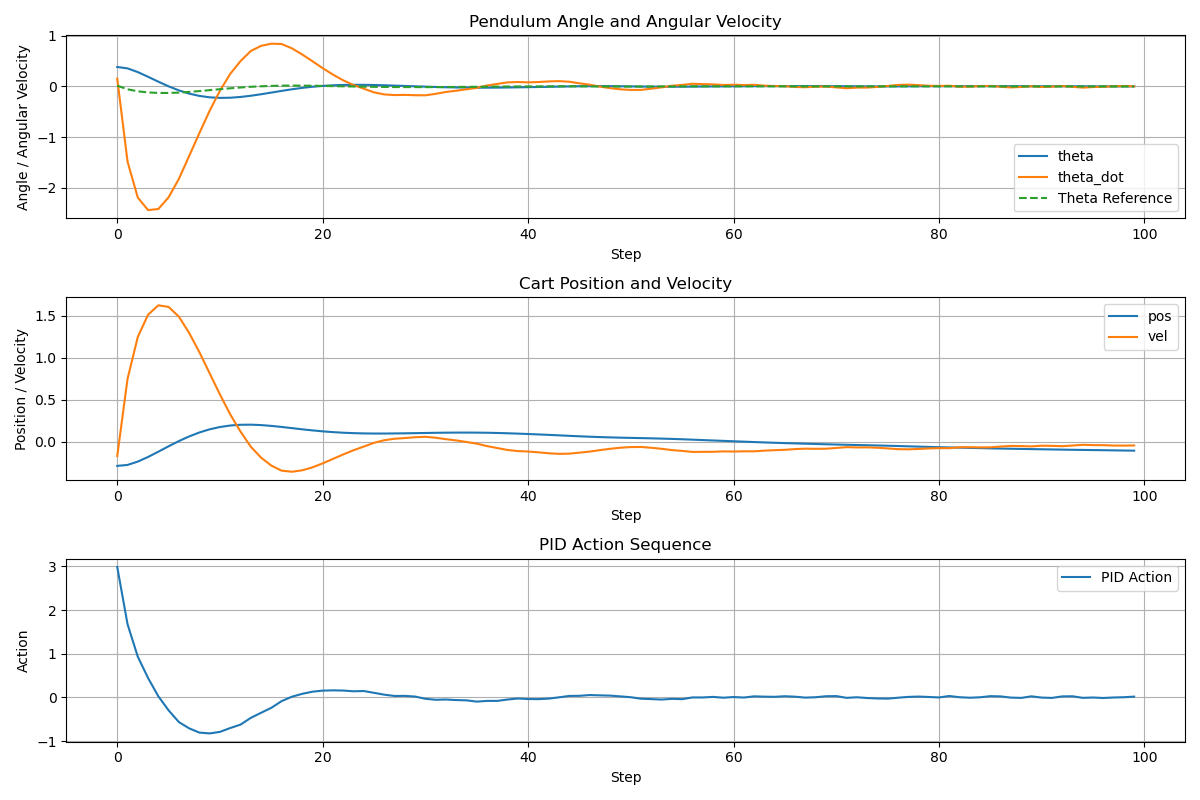 Pendulum Angle and Angular Velocity
Angle / Angular Velocity
1
0
−1
−2
theta
theta_dot
Theta Reference
0 20 40 60 80 100
Step
Cart Position and Velocity
Position / Velocity
1.5
1.0
0.5
0.0
pos
vel
0 20 40 60 80 100
Step
PID Action Sequence
Action
3
2
1
0
−1
PID Action
0 20 40 60 80 100
Step